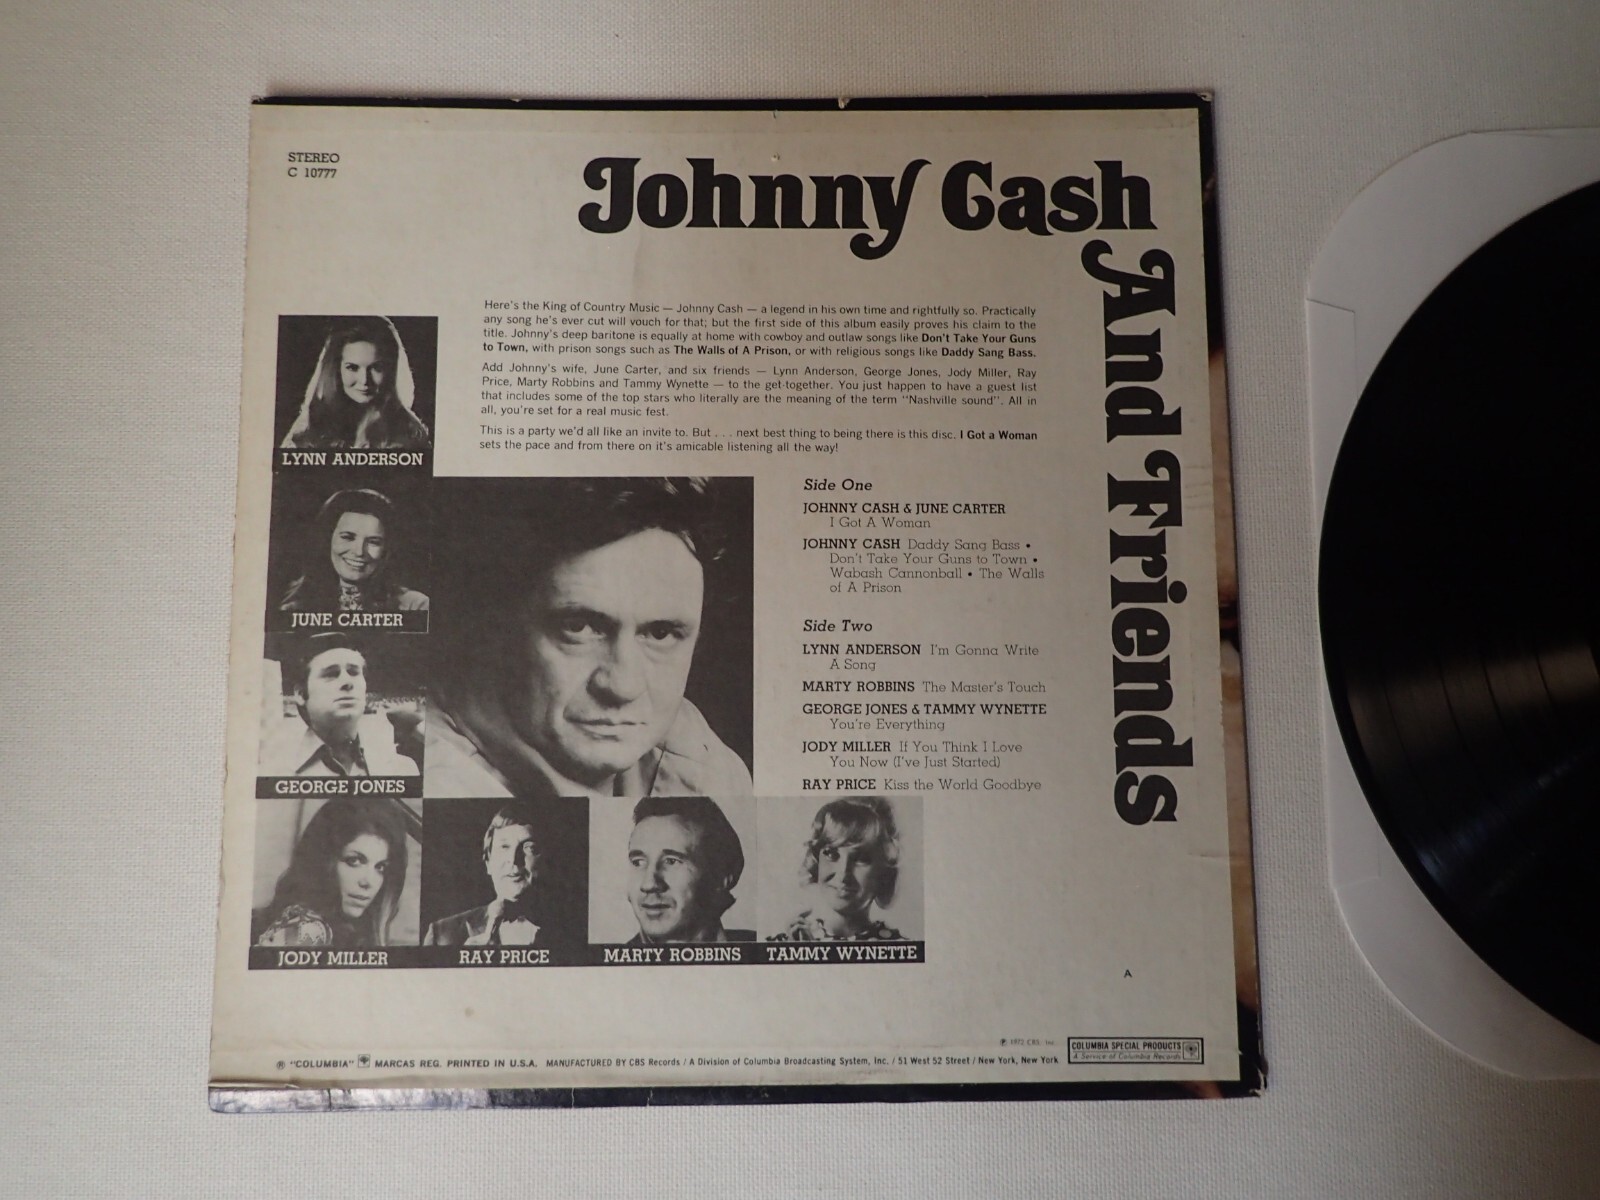 STEREO
C 10777
Johnny Cash
And Friends
Here's the King of Country Music — Johnny Cash — a legend in his own time and rightfully so. Practically
any song he's ever cut will vouch for that; but the first side of this album easily proves his claim to the
title. Johnny's deep baritone is equally at home with cowboy and outlaw songs like Don't Take Your Guns
to Town, with prison songs such as The Walls of A Prison, or with religious songs like Daddy Sang Bass.
Add Johnny's wife, June Carter, and six friends — Lynn Anderson, George Jones, Jody Miller, Ray
Price, Marty Robbins and Tammy Wynette — to the get-together. You just happen to have a guest list
that includes some of the top stars who literally are the meaning of the term "Nashville sound". All in
all, you're set for a real music fest.
This is a party we'd all like an invite to. But . . . next best thing to being there is this disc. I Got a Woman
sets the pace and from there on it's amicable listening all the way!
LYNN ANDERSON
JUNE CARTER
GEORGE JONES
JODY MILLER
RAY PRICE
MARTY ROBBINS
TAMMY WYNETTE
Side One
JOHNNY CASH & JUNE CARTER
I Got A Woman
JOHNNY CASH Daddy Sang Bass •
Don't Take Your Guns to Town •
Wabash Cannonball • The Walls
of A Prison
Side Two
LYNN ANDERSON I'm Gonna Write
A Song
MARTY ROBBINS The Master's Touch
GEORGE JONES & TAMMY WYNETTE
You're Everything
JODY MILLER If You Think I Love
You Now (I've Just Started)
RAY PRICE Kiss the World Goodbye
A
℗ 1972 CBS, Inc.
COLUMBIA SPECIAL PRODUCTS
A Service of Columbia Records
® "COLUMBIA" MARCAS REG. PRINTED IN U.S.A. MANUFACTURED BY CBS Records / A Division of Columbia Broadcasting System, Inc. / 51 West 52 Street / New York, New York